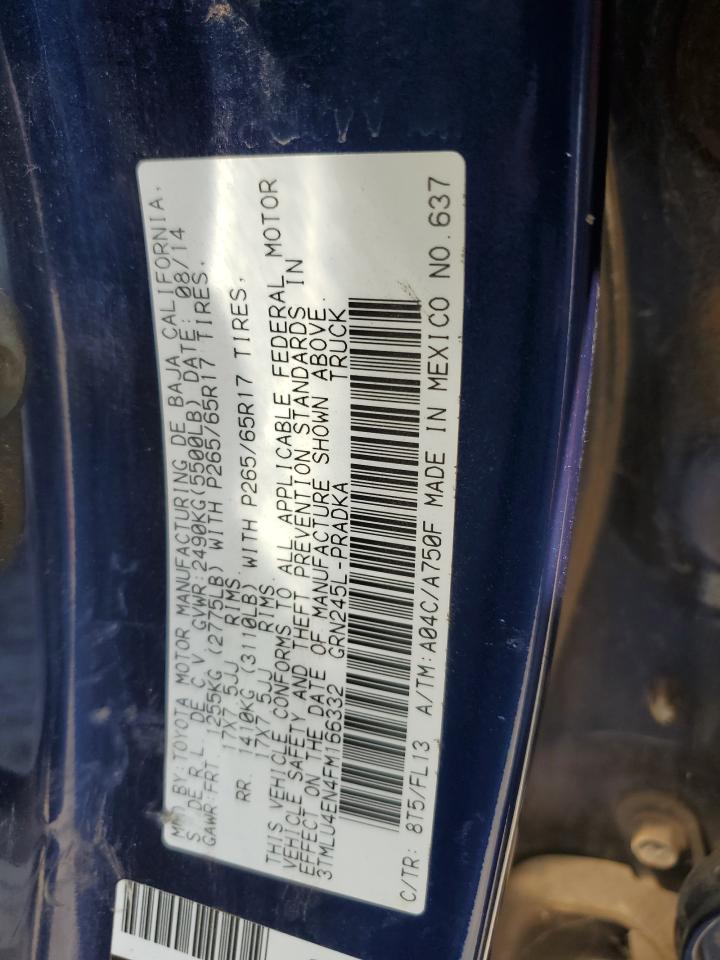 MFD.BY:TOYOTA MOTOR MANUFACTURING DE BAJA CALIFORNIA,
S. DE R.L. DE C.V. GVWR:2490KG(5500LB) DATE: 08/14
GAWR:FRT. 1255KG (2775LB) WITH P265/65R17 TIRES,
17X7.5JJ RIMS
RR. 1410KG (3110LB) WITH P265/65R17 TIRES,
17X7.5JJ RIMS
THIS VEHICLE CONFORMS TO ALL APPLICABLE FEDERAL MOTOR
VEHICLE SAFETY AND THEFT PREVENTION STANDARDS IN
EFFECT ON THE DATE OF MANUFACTURE SHOWN ABOVE.
3TMLU4EN4FM166332 GRN245L-PRADKA TRUCK
C/TR: 8T5/FL13 A/TM:A04C/A750F MADE IN MEXICO NO.637